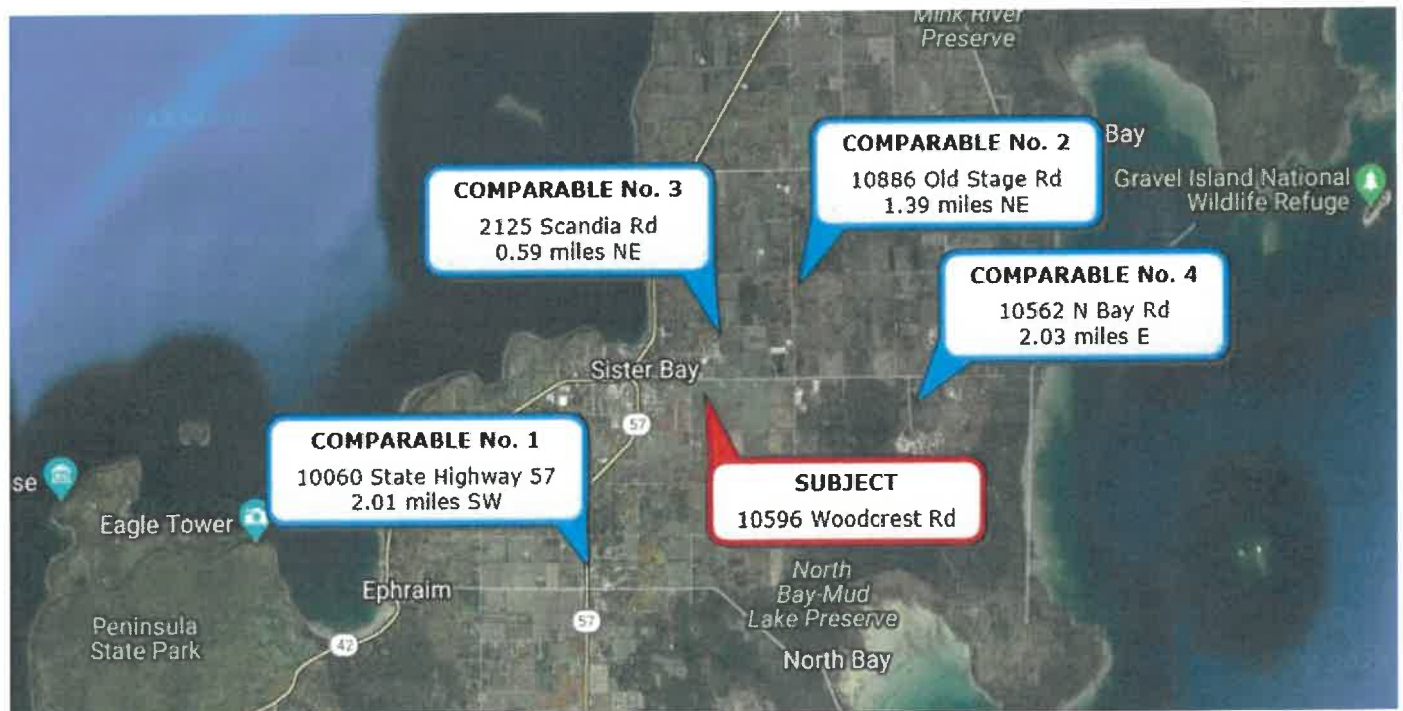 Mink River
Preserve
COMPARABLE No. 2
10886 Old Stage Rd
1.39 miles NE
Bay
Gravel Island National
Wildlife Refuge
COMPARABLE No. 3
2125 Scandia Rd
0.59 miles NE
COMPARABLE No. 4
10562 N Bay Rd
2.03 miles E
Sister Bay
57
COMPARABLE No. 1
10060 State Highway 57
2.01 miles SW
SUBJECT
10596 Woodcrest Rd
se
Eagle Tower
Ephraim
North
Bay-Mud
Lake Preserve
57
Peninsula
State Park
42
North Bay